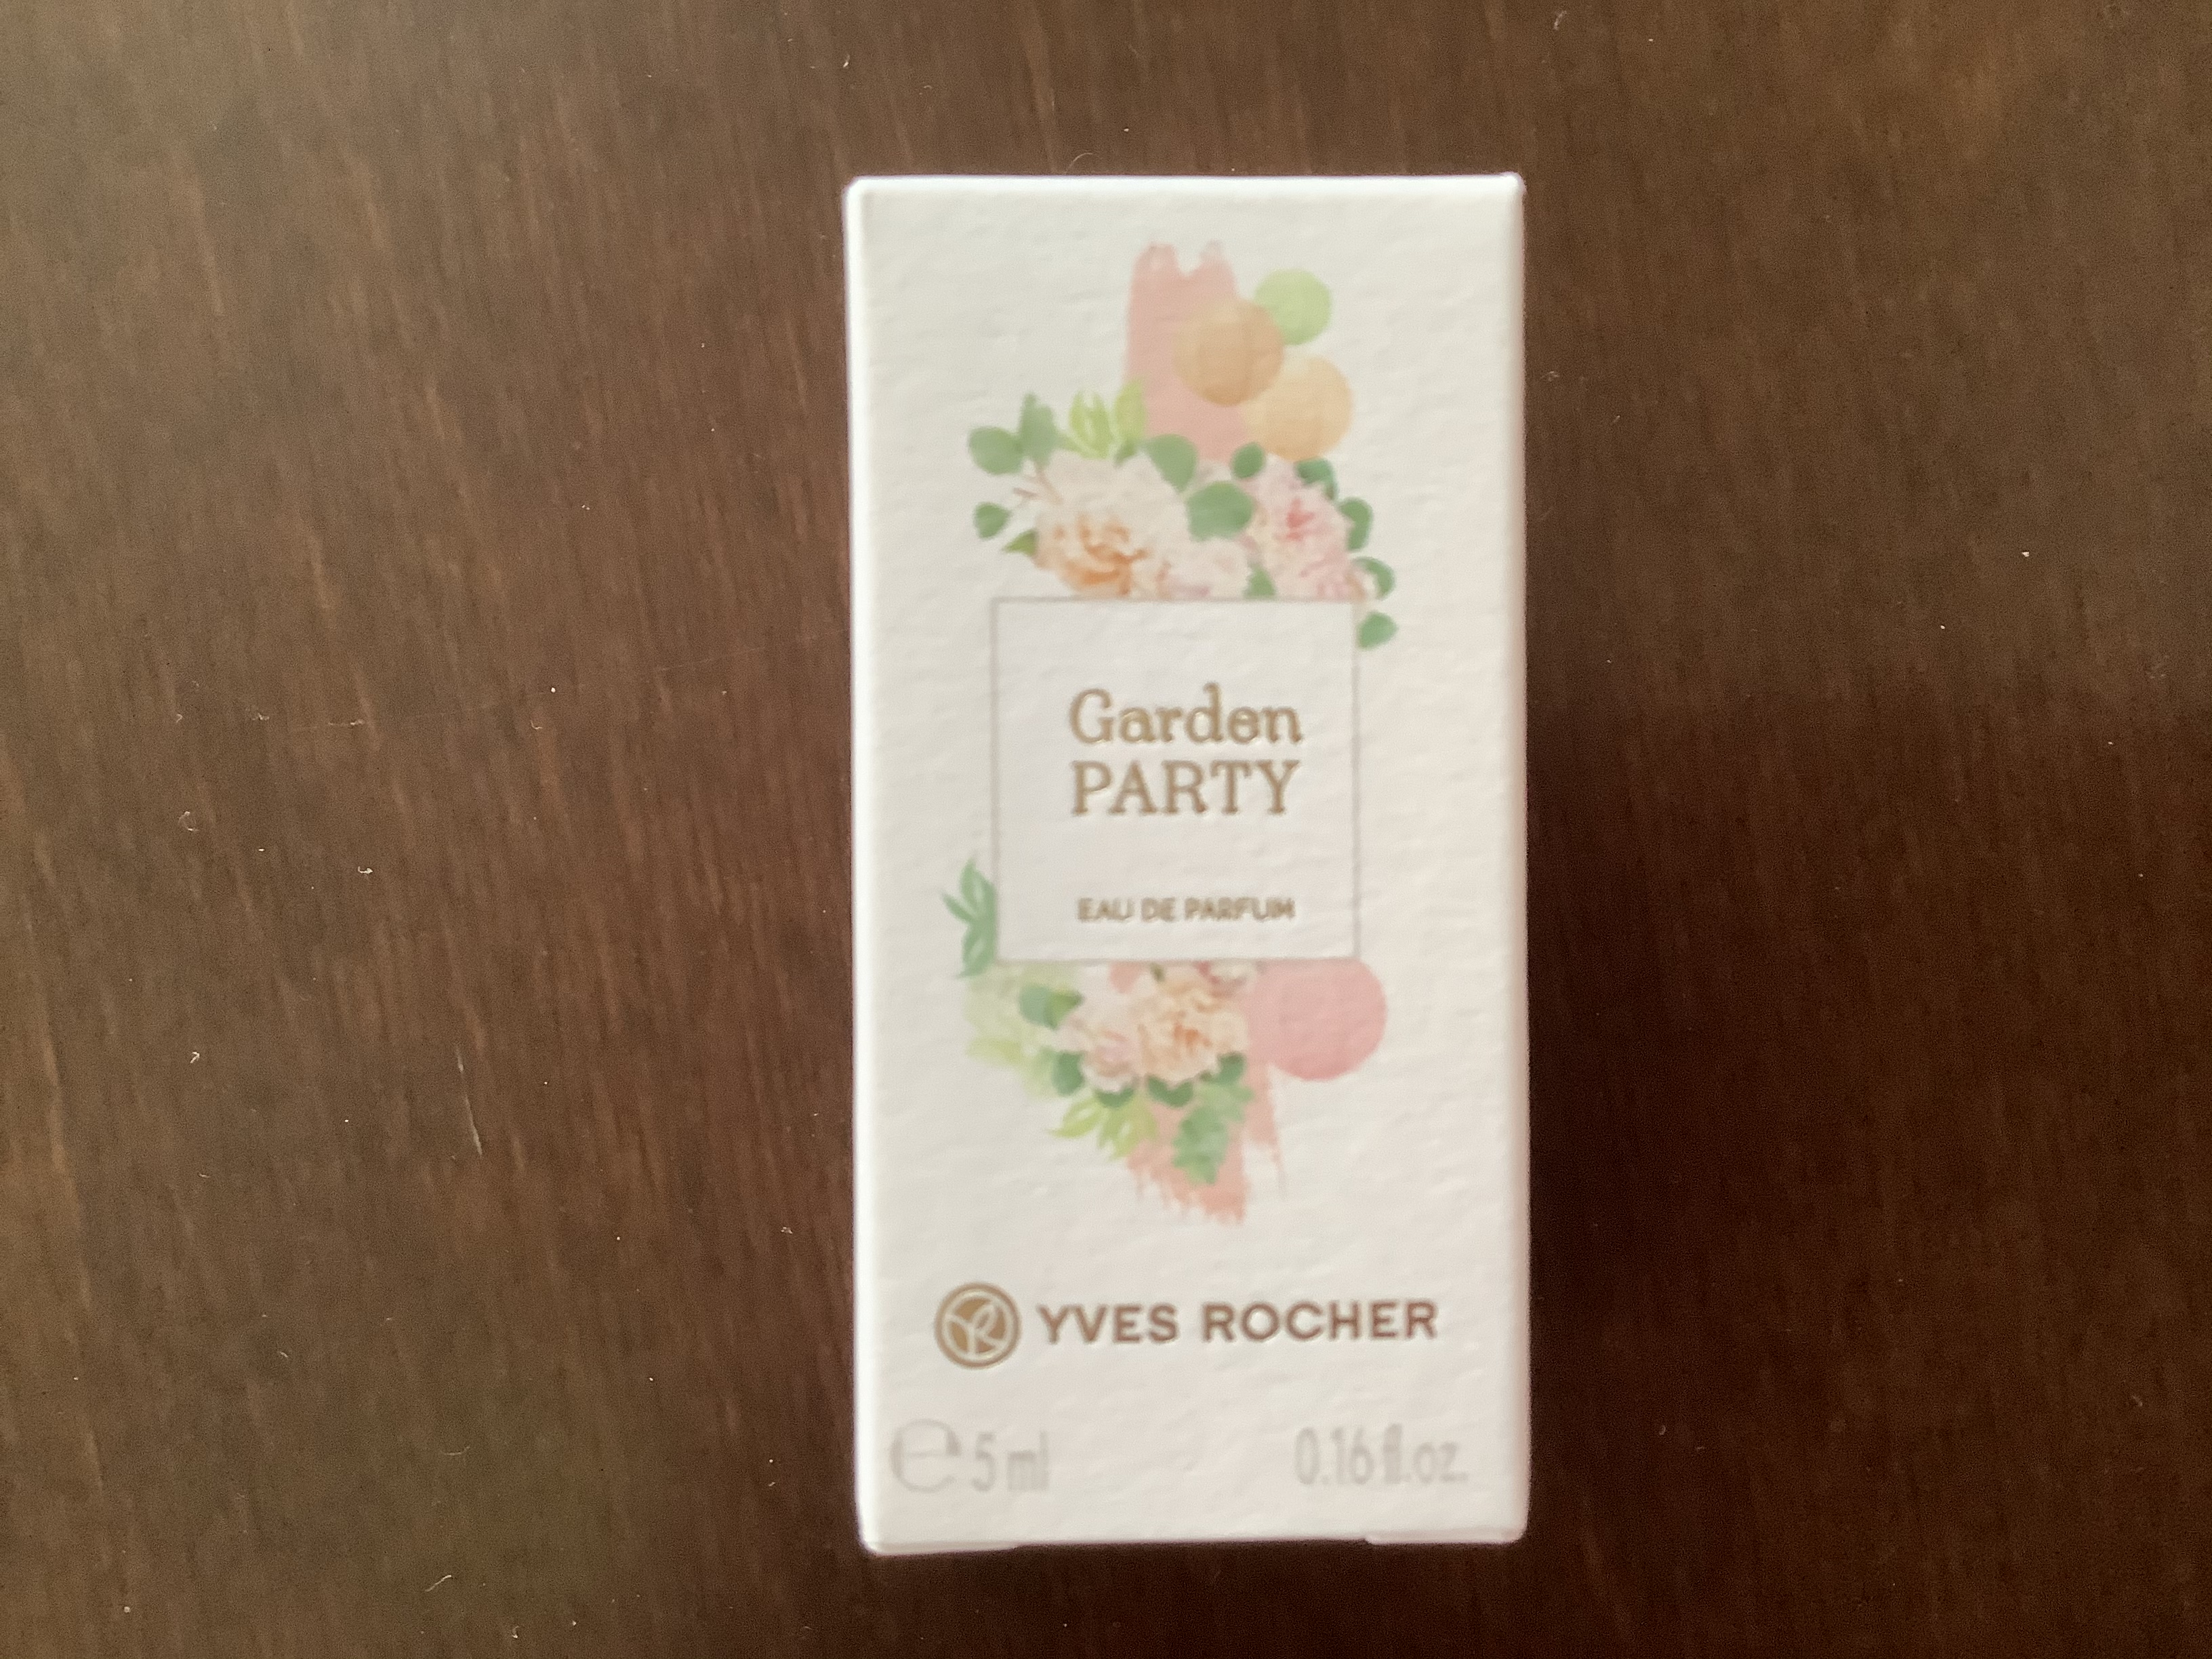 Garden
PARTY
EAU DE PARFUM
YVES ROCHER
℮ 5 ml 0.16 fl.oz.